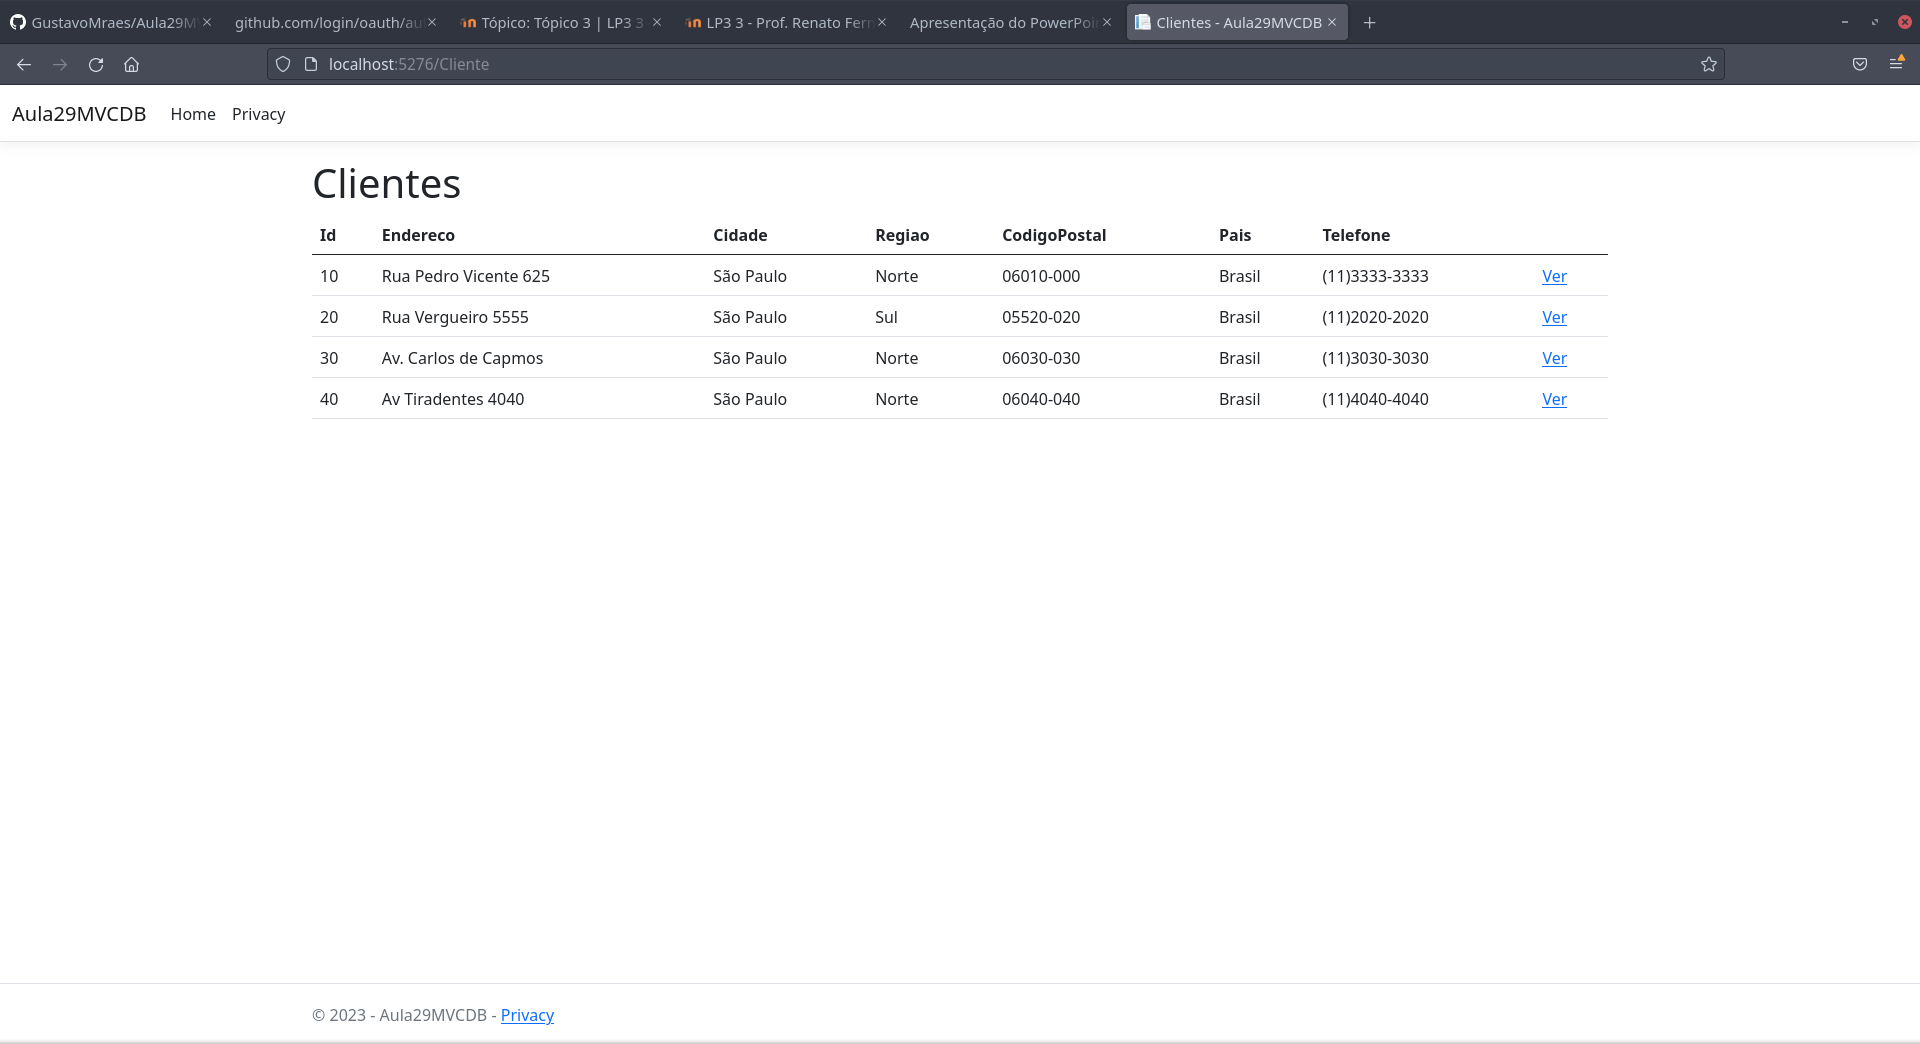 GustavoMraes/Aula29M
github.com/login/oauth/au
Tópico: Tópico 3 | LP3 3
LP3 3 - Prof. Renato Fern
Apresentação do PowerPoi
Clientes - Aula29MVCDB
localhost:5276/Cliente
Aula29MVCDB Home Privacy
Clientes
Id Endereco Cidade Regiao CodigoPostal Pais Telefone
10 Rua Pedro Vicente 625 São Paulo Norte 06010-000 Brasil (11)3333-3333 Ver
20 Rua Vergueiro 5555 São Paulo Sul 05520-020 Brasil (11)2020-2020 Ver
30 Av. Carlos de Capmos São Paulo Norte 06030-030 Brasil (11)3030-3030 Ver
40 Av Tiradentes 4040 São Paulo Norte 06040-040 Brasil (11)4040-4040 Ver
© 2023 - Aula29MVCDB - Privacy